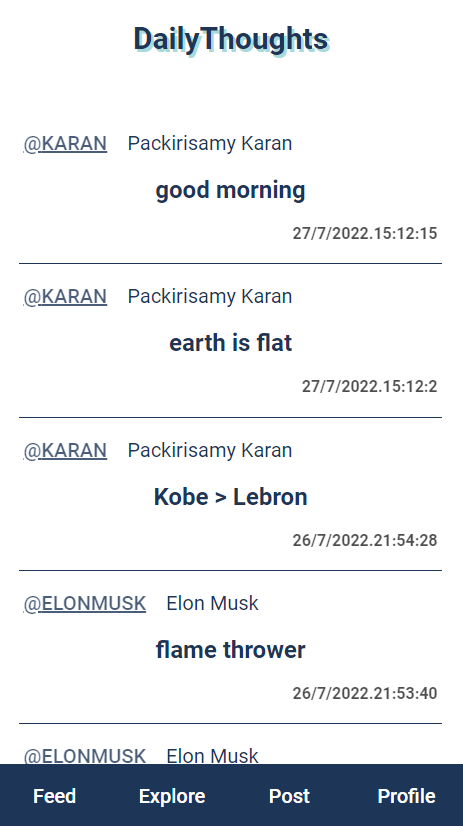 DailyThoughts
@KARAN Packirisamy Karan
good morning
27/7/2022.15:12:15
@KARAN Packirisamy Karan
earth is flat
27/7/2022.15:12:2
@KARAN Packirisamy Karan
Kobe > Lebron
26/7/2022.21:54:28
@ELONMUSK Elon Musk
flame thrower
26/7/2022.21:53:40
@ELONMUSK Elon Musk
Feed Explore Post Profile